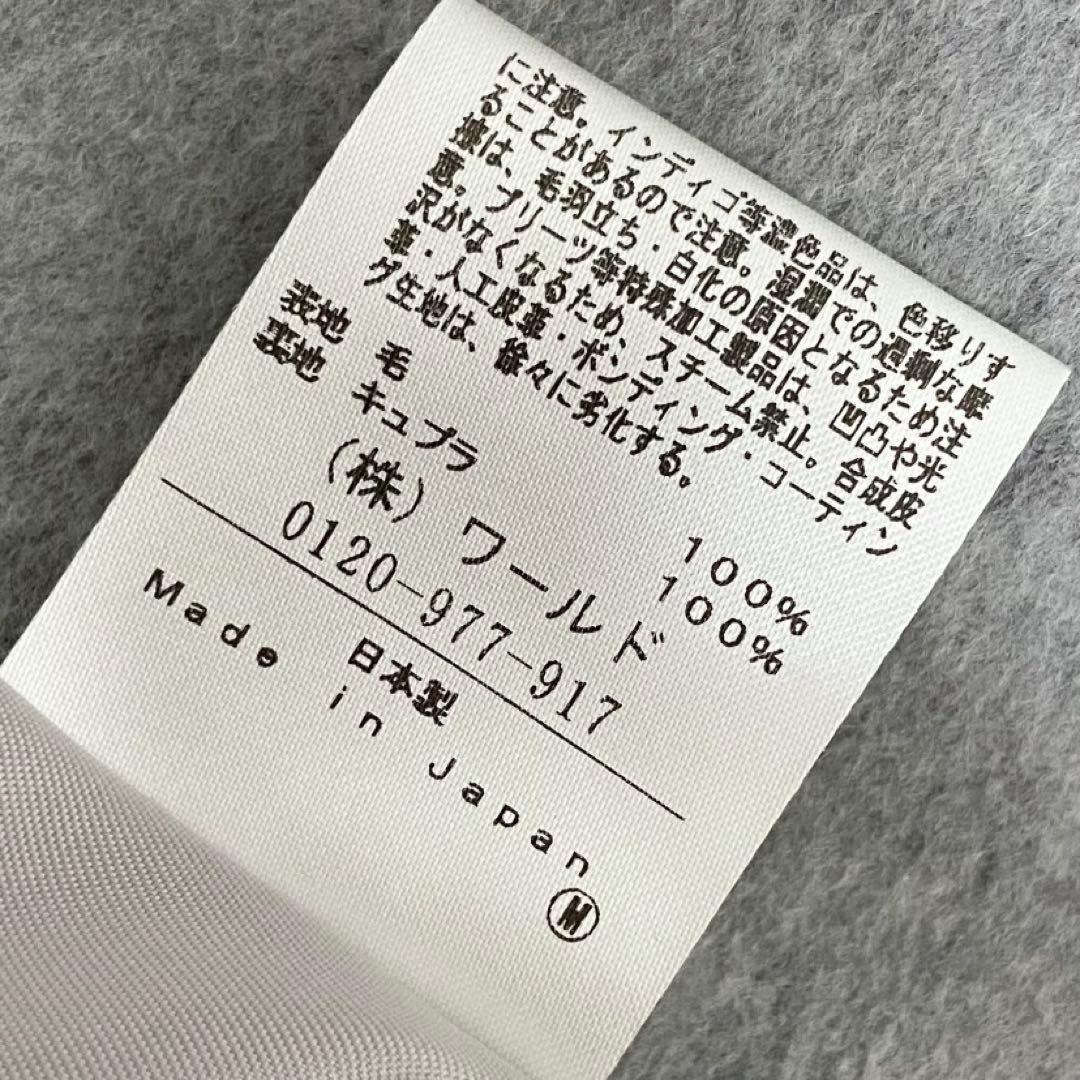 に注意。インディゴ等濃色品は、色移りす
ることがあるので注意。湿潤での過剰な摩
擦は、毛羽立ち・白化の原因となるため注
意。プリーツ等特殊加工製品は、凹凸や光
沢がなくなるため、スチーム禁止。合成皮
革・人工皮革・ボンディング・コーティン
グ生地は、徐々に劣化する。
表地 毛 100%
裏地 キュプラ 100%
(株)ワールド
0120-977-917
日本製
Made in Japan
M